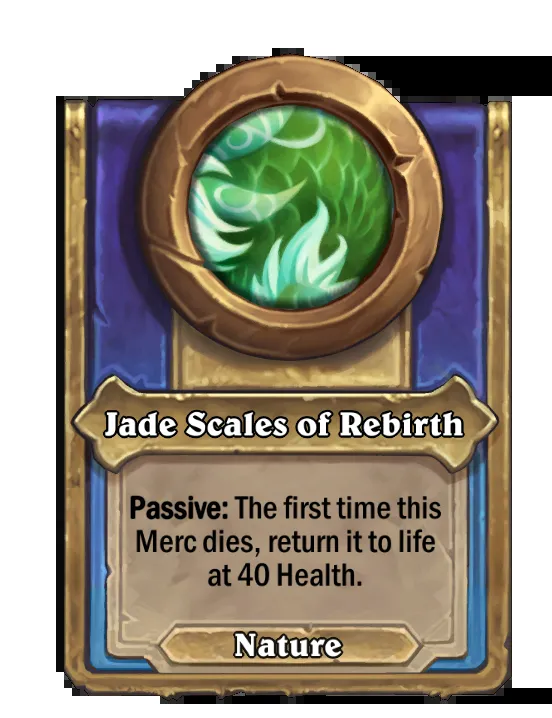 Jade Scales of Rebirth
Passive: The first time this
Merc dies, return it to life
at 40 Health.
Nature